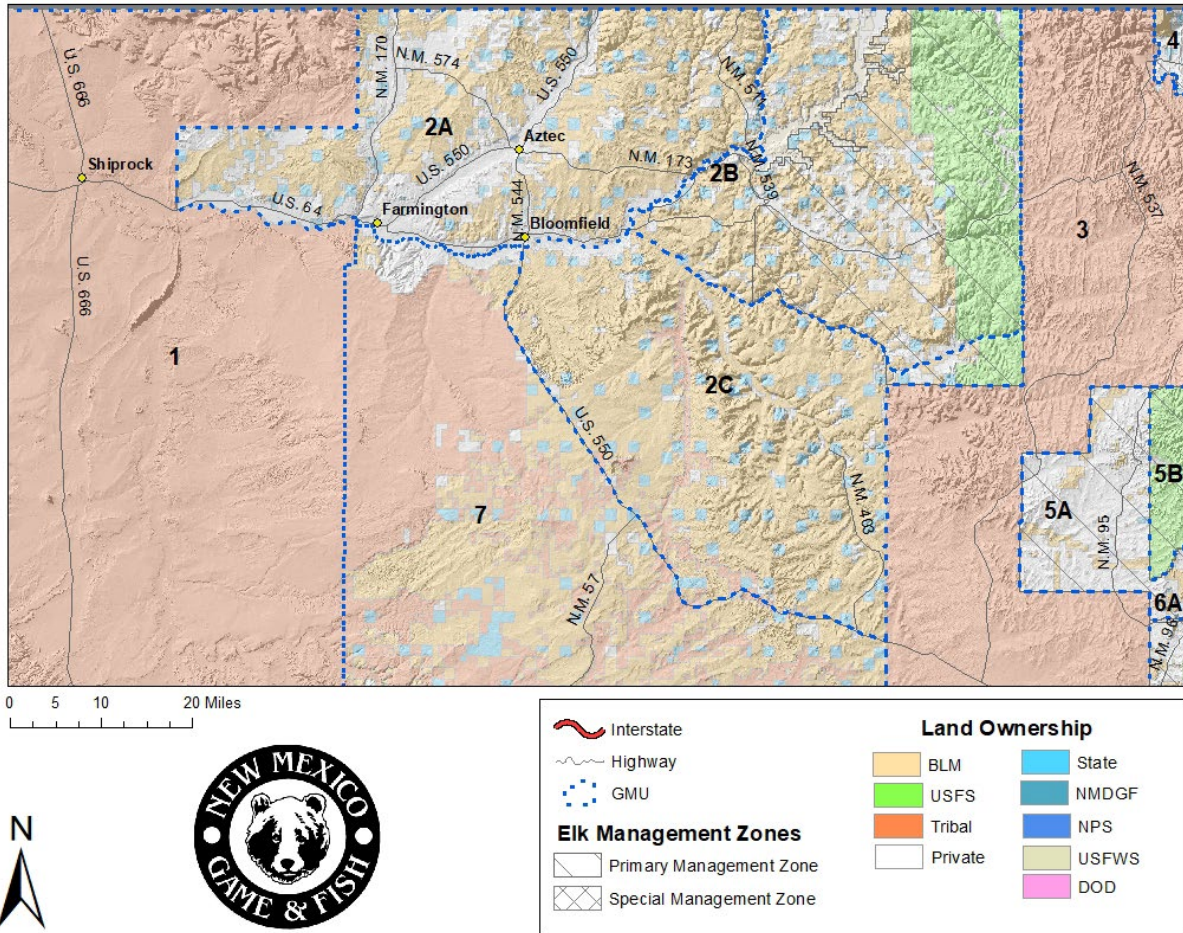 4
U.S. 666
N.M. 170
N.M. 574
U.S. 550
N.M. 511
2A
Aztec
Shiprock
U.S. 550
N.M. 173
N.M. 539
2B
N.M. 537
U.S. 64
Farmington
N.M. 544
Bloomfield
3
U.S. 666
1
2C
U.S. 550
5B
7
N.M. 403
5A
N.M. 95
N.M. 57
6A
N.M. 96
0 5 10 20 Miles
N
NEW MEXICO
GAME & FISH
Interstate
Highway
GMU
Elk Management Zones
Primary Management Zone
Special Management Zone
Land Ownership
BLM
USFS
Tribal
Private
State
NMDGF
NPS
USFWS
DOD